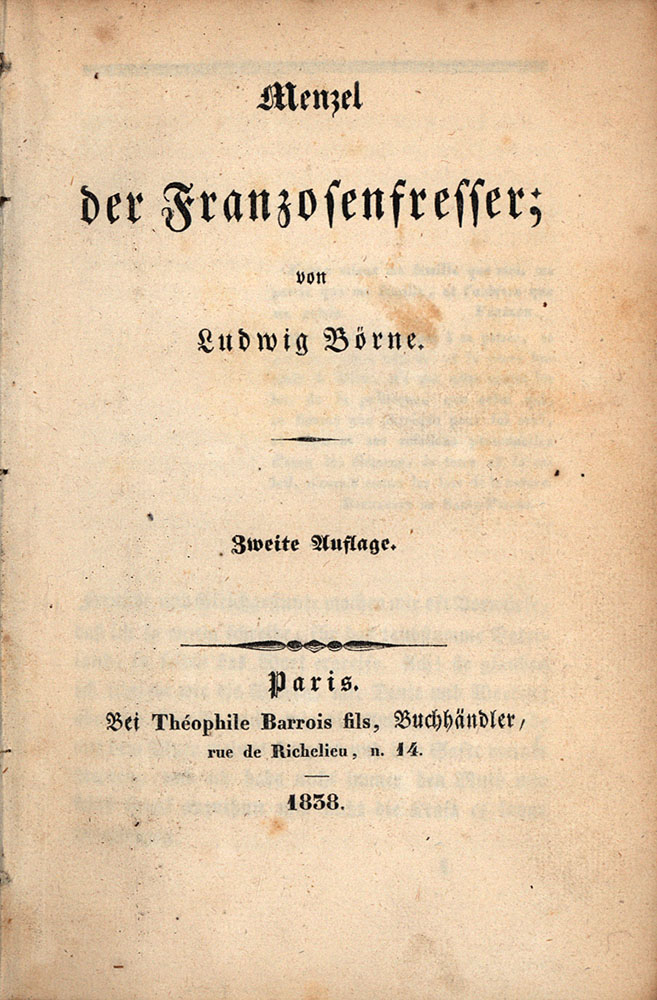 Menzel
der Franzosenfresser;
von
Ludwig Börne.
Zweite Auflage.
Paris.
Bei Théophile Barrois fils, Buchhändler,
rue de Richelieu, n. 14.
1838.